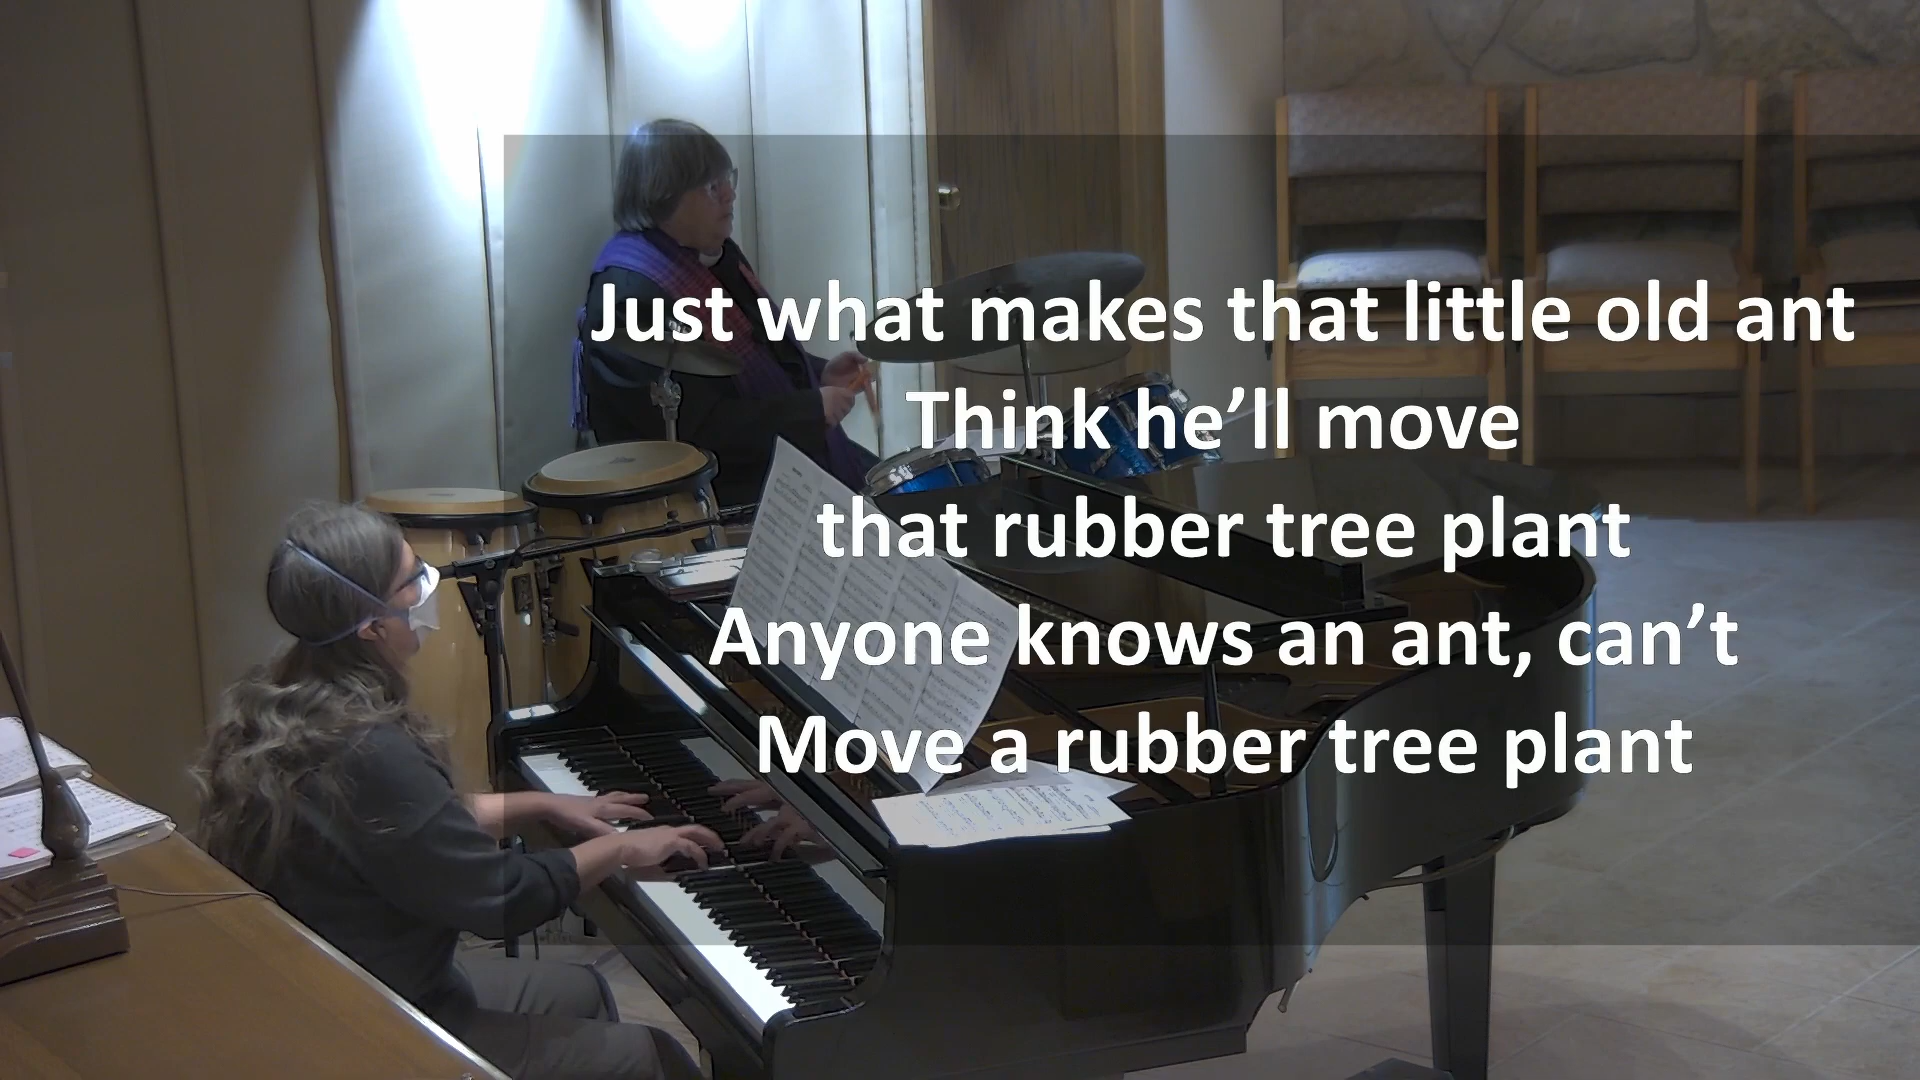 Just what makes that little old ant
Think he’ll move
that rubber tree plant
Anyone knows an ant, can’t
Move a rubber tree plant